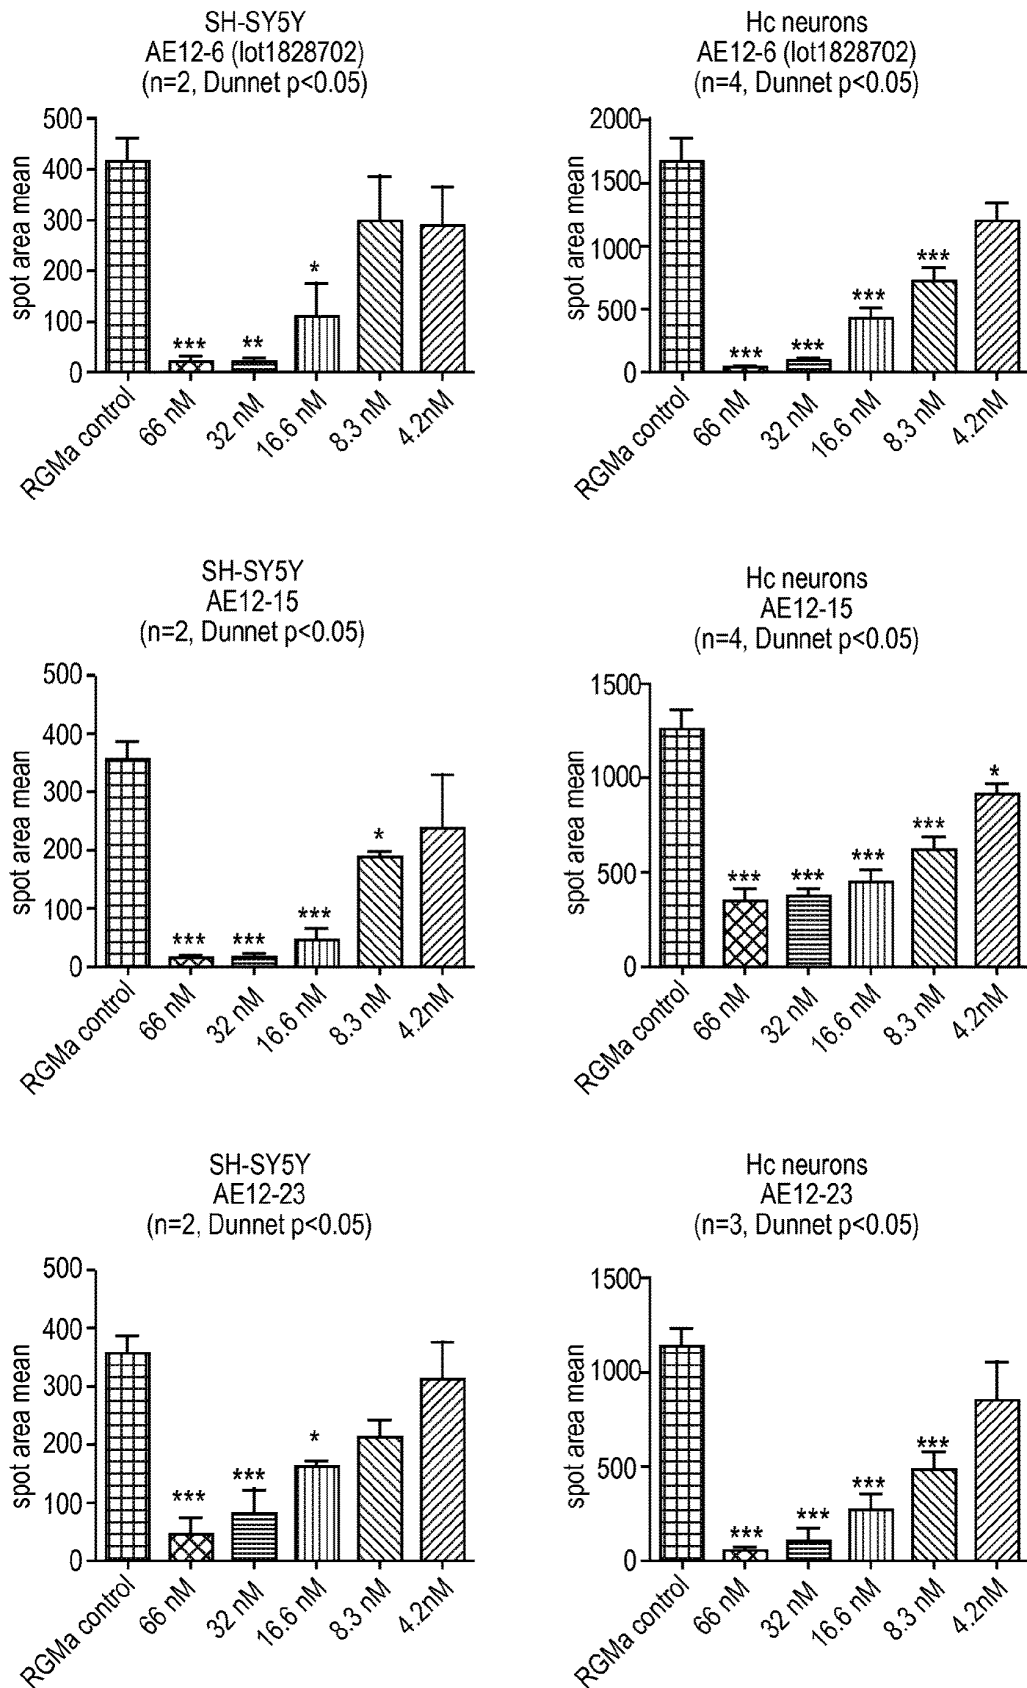 SH-SY5Y
AE12-6 (lot1828702)
(n=2, Dunnet p<0.05)
spot area mean
500
400
300
200
100
0
***
**
*
RGMa control
66 nM
32 nM
16.6 nM
8.3 nM
4.2nM
Hc neurons
AE12-6 (lot1828702)
(n=4, Dunnet p<0.05)
spot area mean
2000
1500
1000
500
0
***
***
***
***
RGMa control
66 nM
32 nM
16.6 nM
8.3 nM
4.2nM
SH-SY5Y
AE12-15
(n=2, Dunnet p<0.05)
spot area mean
500
400
300
200
100
0
***
***
***
*
RGMa control
66 nM
32 nM
16.6 nM
8.3 nM
4.2nM
Hc neurons
AE12-15
(n=4, Dunnet p<0.05)
spot area mean
1500
1000
500
0
***
***
***
***
*
RGMa control
66 nM
32 nM
16.6 nM
8.3 nM
4.2nM
SH-SY5Y
AE12-23
(n=2, Dunnet p<0.05)
spot area mean
500
400
300
200
100
0
***
***
*
RGMa control
66 nM
32 nM
16.6 nM
8.3 nM
4.2nM
Hc neurons
AE12-23
(n=3, Dunnet p<0.05)
spot area mean
1500
1000
500
0
***
***
***
***
RGMa control
66 nM
32 nM
16.6 nM
8.3 nM
4.2nM